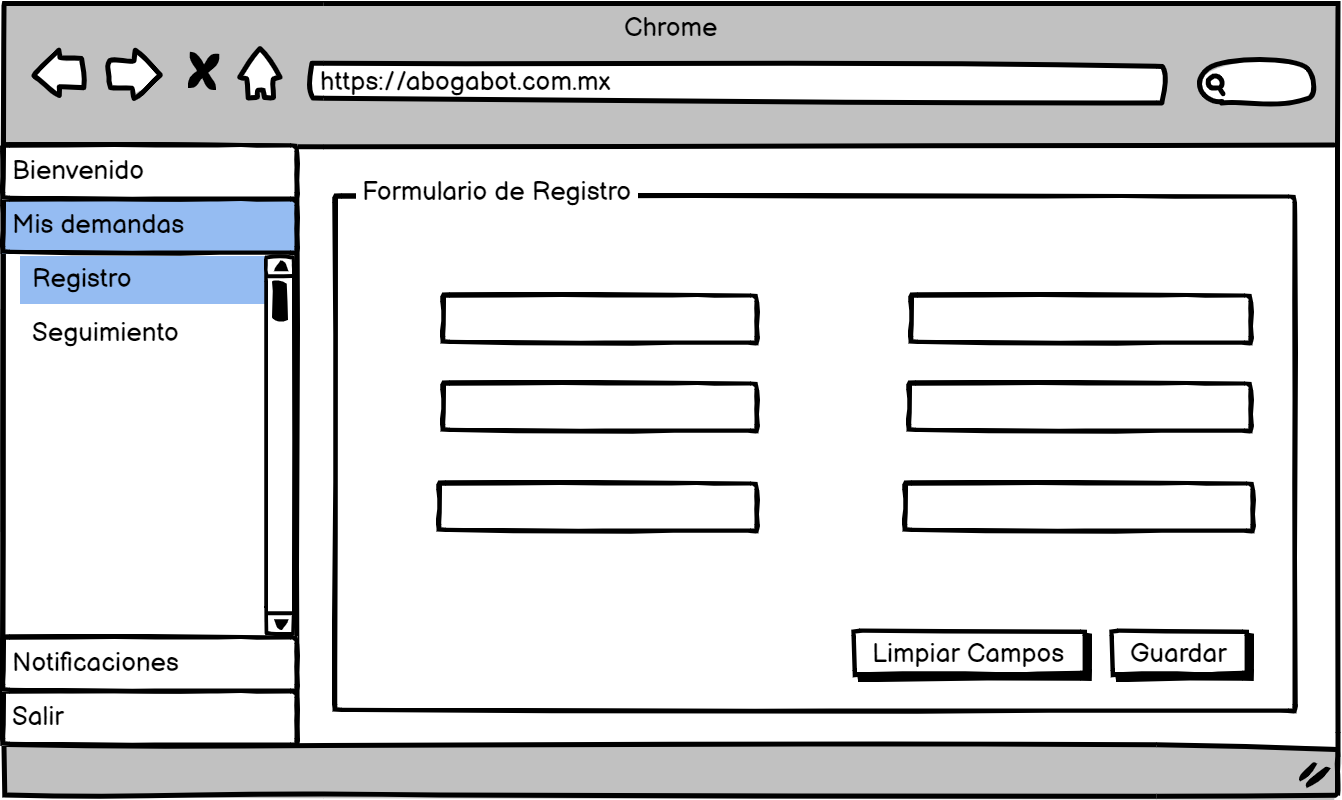 Chrome
https://abogabot.com.mx
Bienvenido
Mis demandas
Registro
Seguimiento
Notificaciones
Salir
Formulario de Registro
Limpiar Campos
Guardar